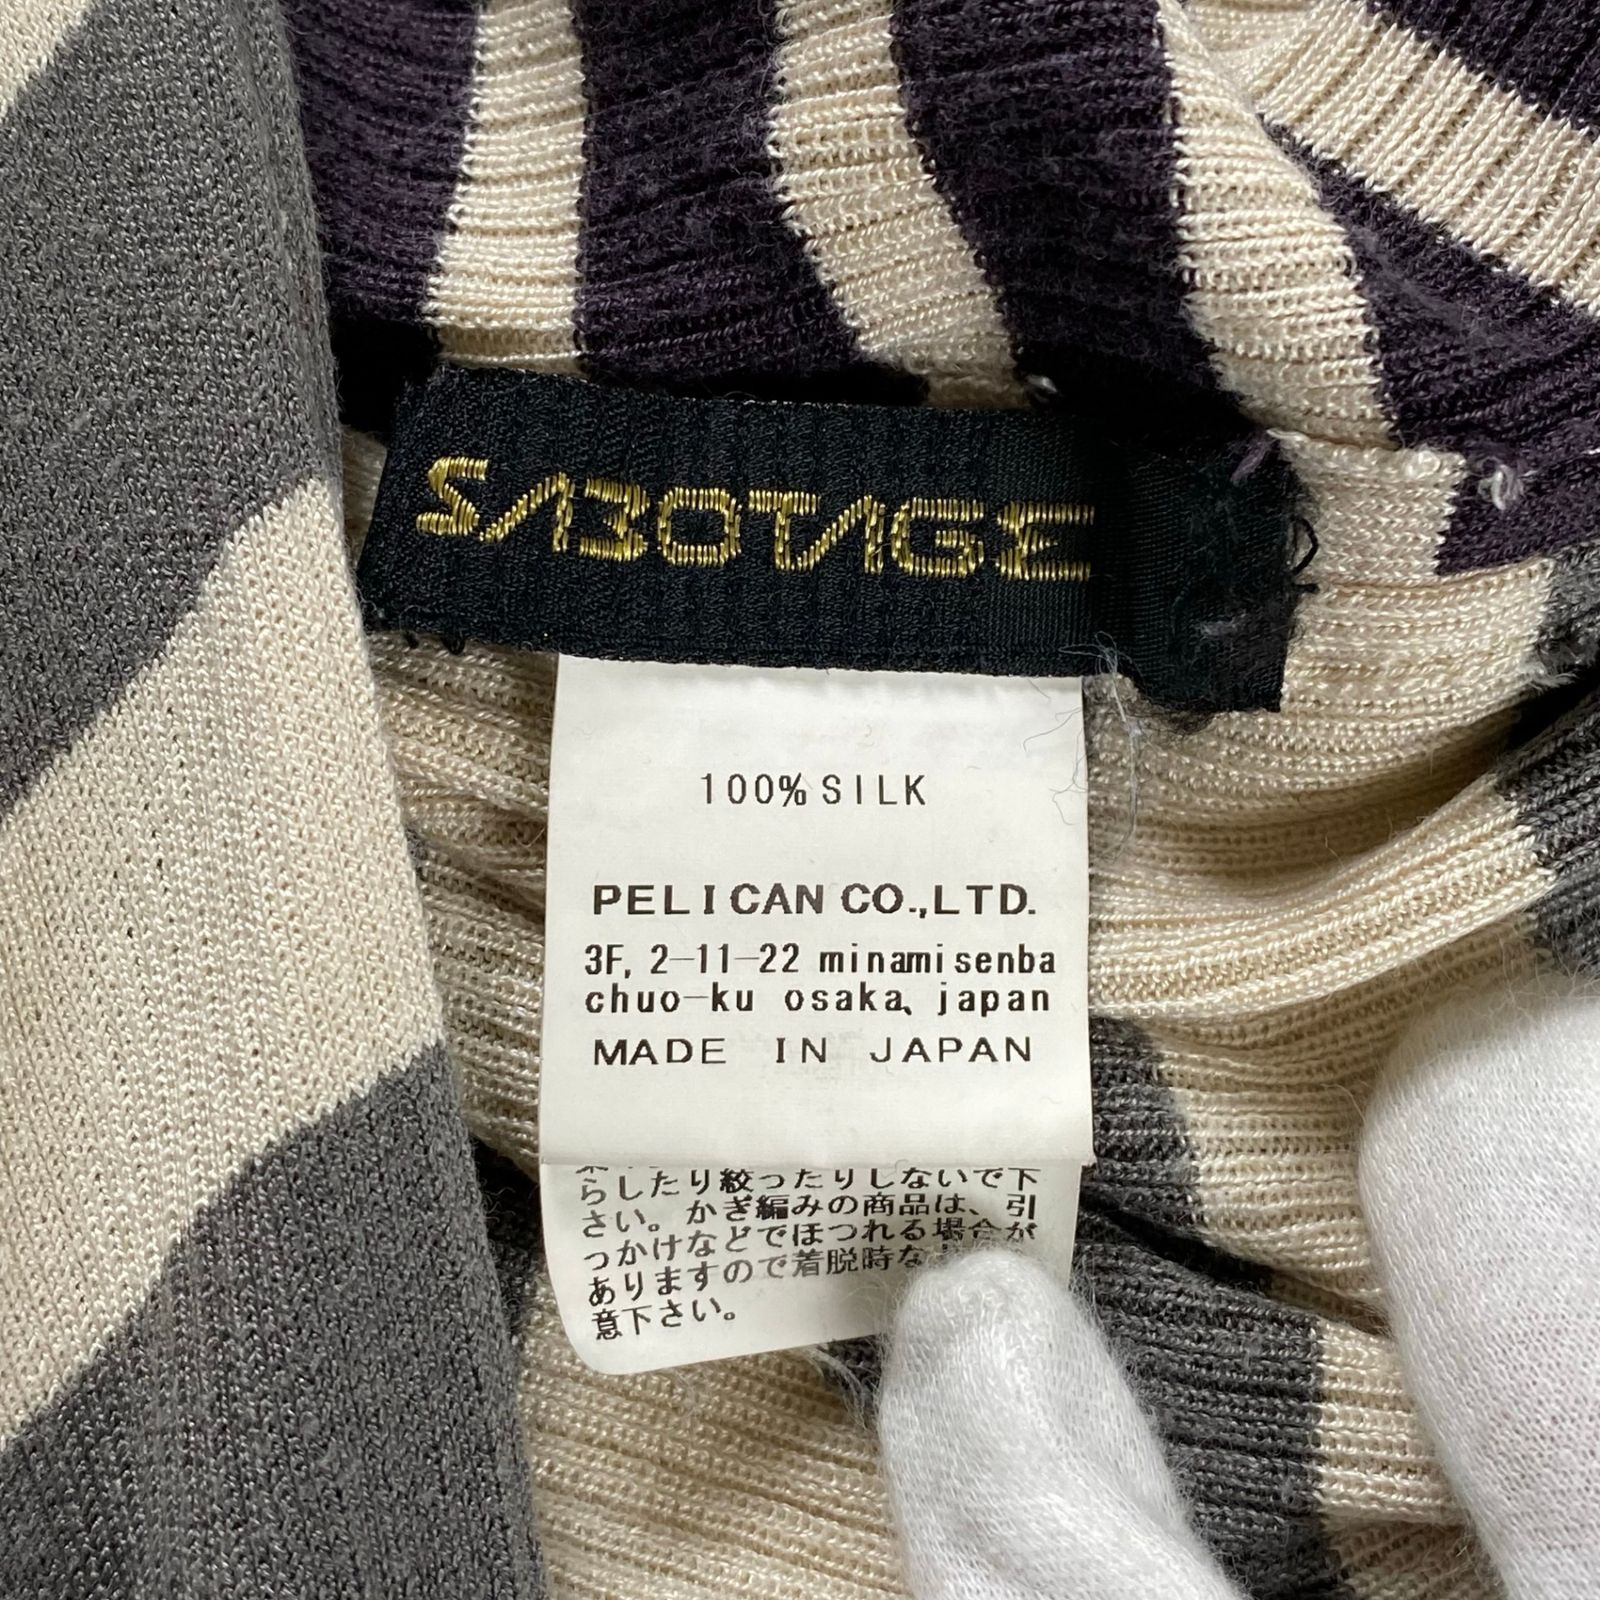 SABOTAGE
100% SILK
PELICAN CO.,LTD.
3F, 2-11-22 minamisenba
chuo-ku osaka, japan
MADE IN JAPAN
らしたり絞ったりしないで下
さい。かぎ編みの商品は、引
っかけなどでほつれる場合が
ありますので着脱時な
意下さい。